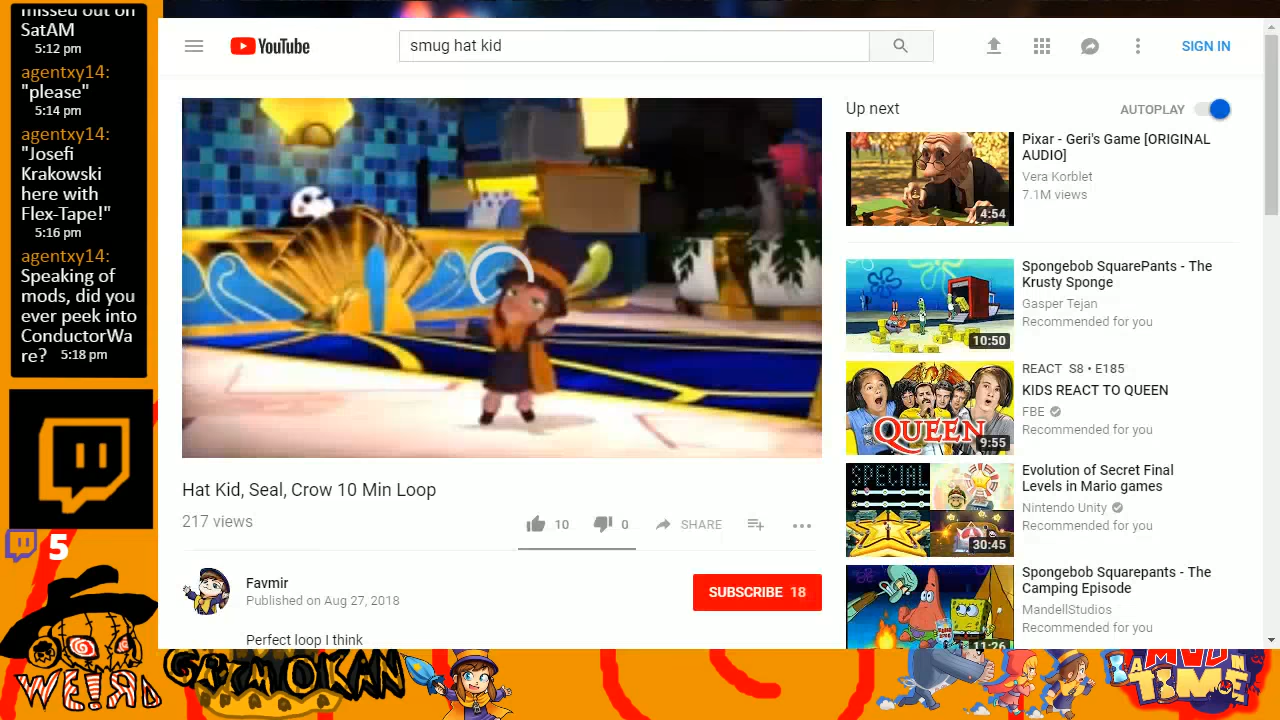 missed out on
SatAM
5:12 pm
agentxy14:
"please"
5:14 pm
agentxy14:
"Josefi
Krakowski
here with
Flex-Tape!"
5:16 pm
agentxy14:
Speaking of
mods, did you
ever peek into
ConductorWa
re? 5:18 pm
5
WEIRD
GIZMOKAN
YouTube
smug hat kid
SIGN IN
Hat Kid, Seal, Crow 10 Min Loop
217 views
10
0
SHARE
Favmir
Published on Aug 27, 2018
SUBSCRIBE 18
Perfect loop I think
Up next
AUTOPLAY
Pixar - Geri's Game [ORIGINAL
AUDIO]
Vera Korblet
7.1M views
4:54
Spongebob SquarePants - The
Krusty Sponge
Gasper Tejan
Recommended for you
10:50
REACT S8 • E185
KIDS REACT TO QUEEN
FBE
Recommended for you
QUEEN
9:55
Evolution of Secret Final
Levels in Mario games
Nintendo Unity
Recommended for you
SPECIAL
30:45
Spongebob Squarepants - The
Camping Episode
MandellStudios
Recommended for you
11:26
TIME